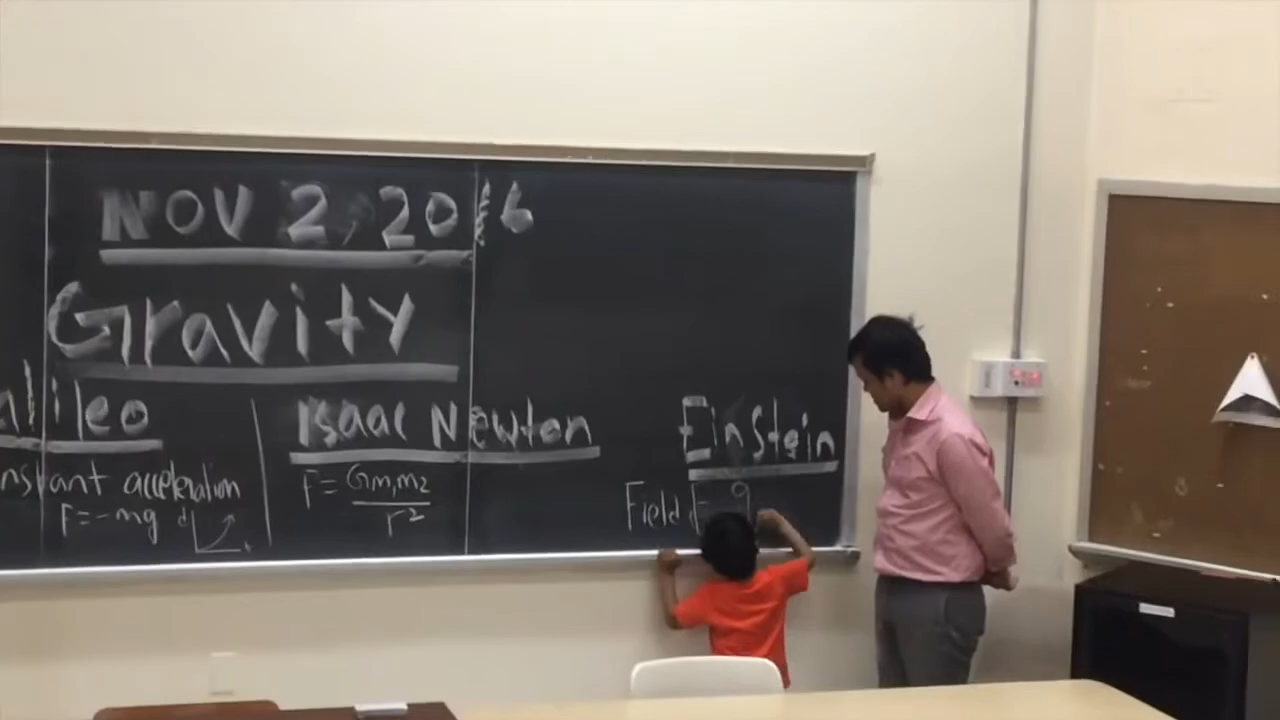 NOV 2, 2016
Gravity
alileo
nstant acceleration
F=-mg d
Isaac Newton
F=Gm₁m₂/r²
Einstein
Field